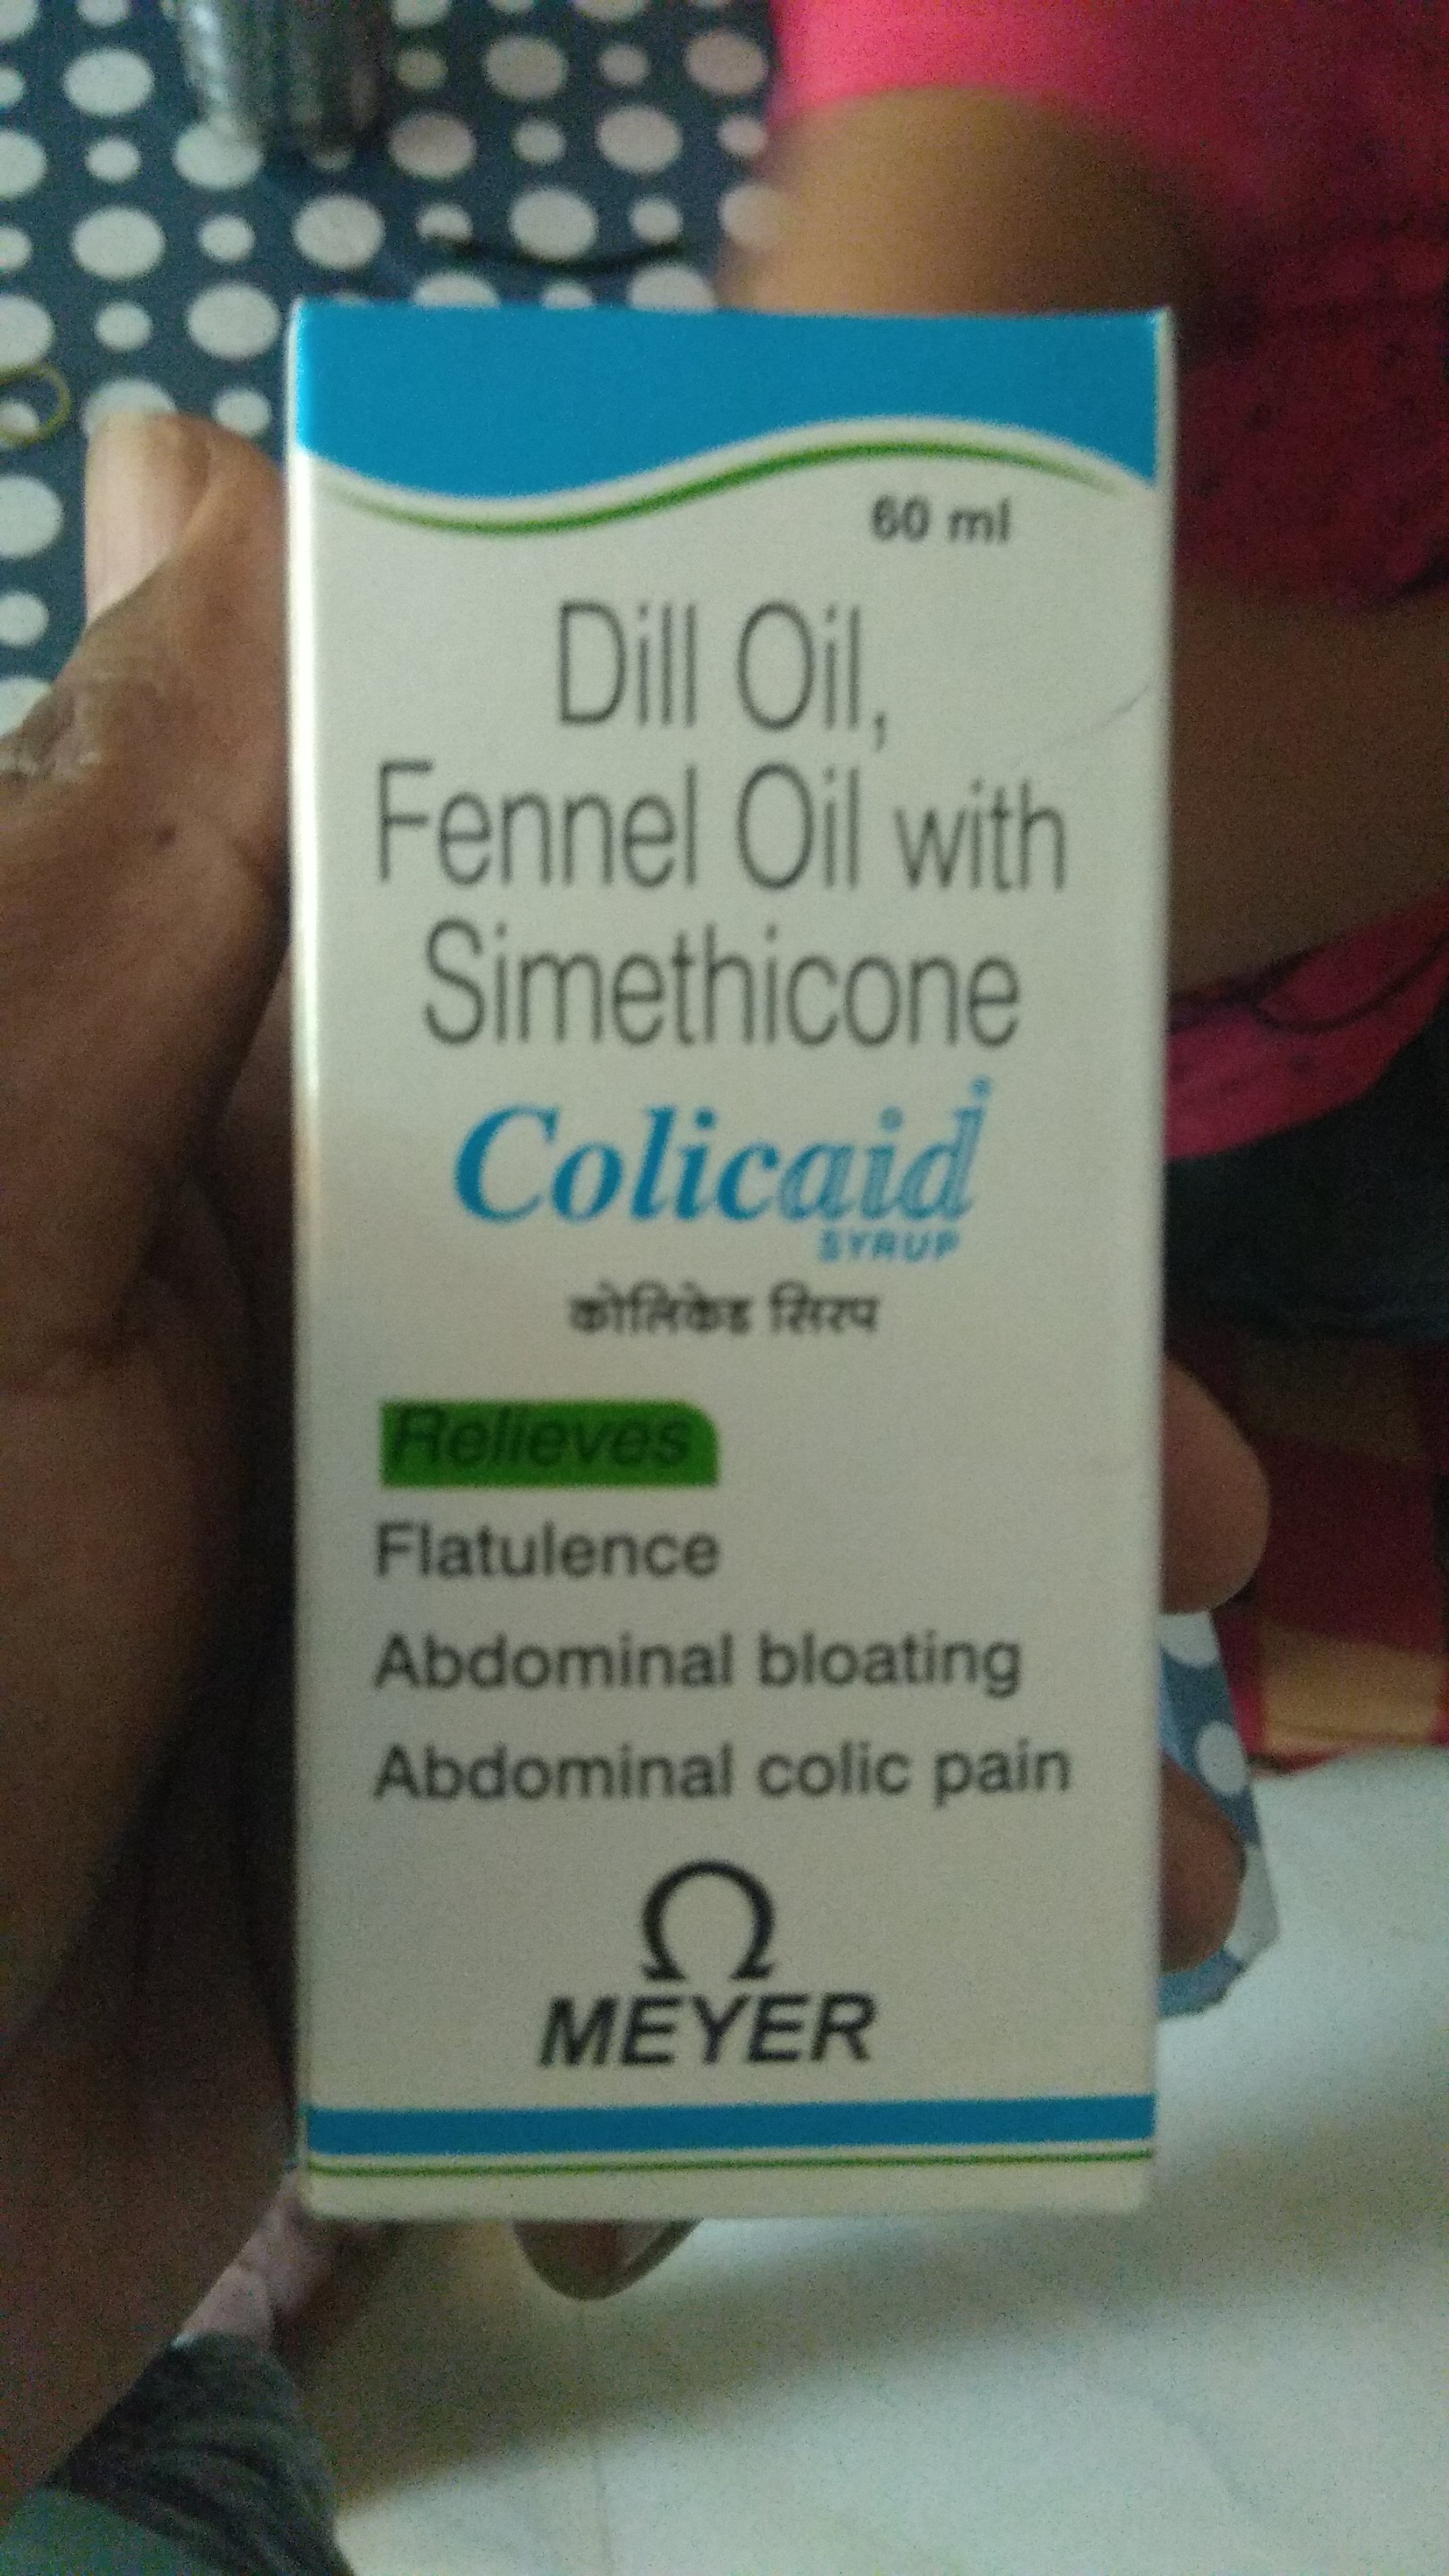 60 ml
Dill Oil,
Fennel Oil with
Simethicone
Colicaid®
SYRUP
कोलिकेड सिरप
Relieves
Flatulence
Abdominal bloating
Abdominal colic pain
MEYER